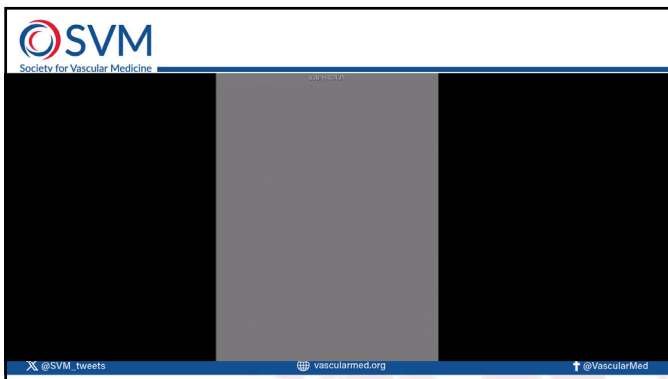 SVM
Society for Vascular Medicine
@SVM_tweets
vascularmed.org
@VascularMed